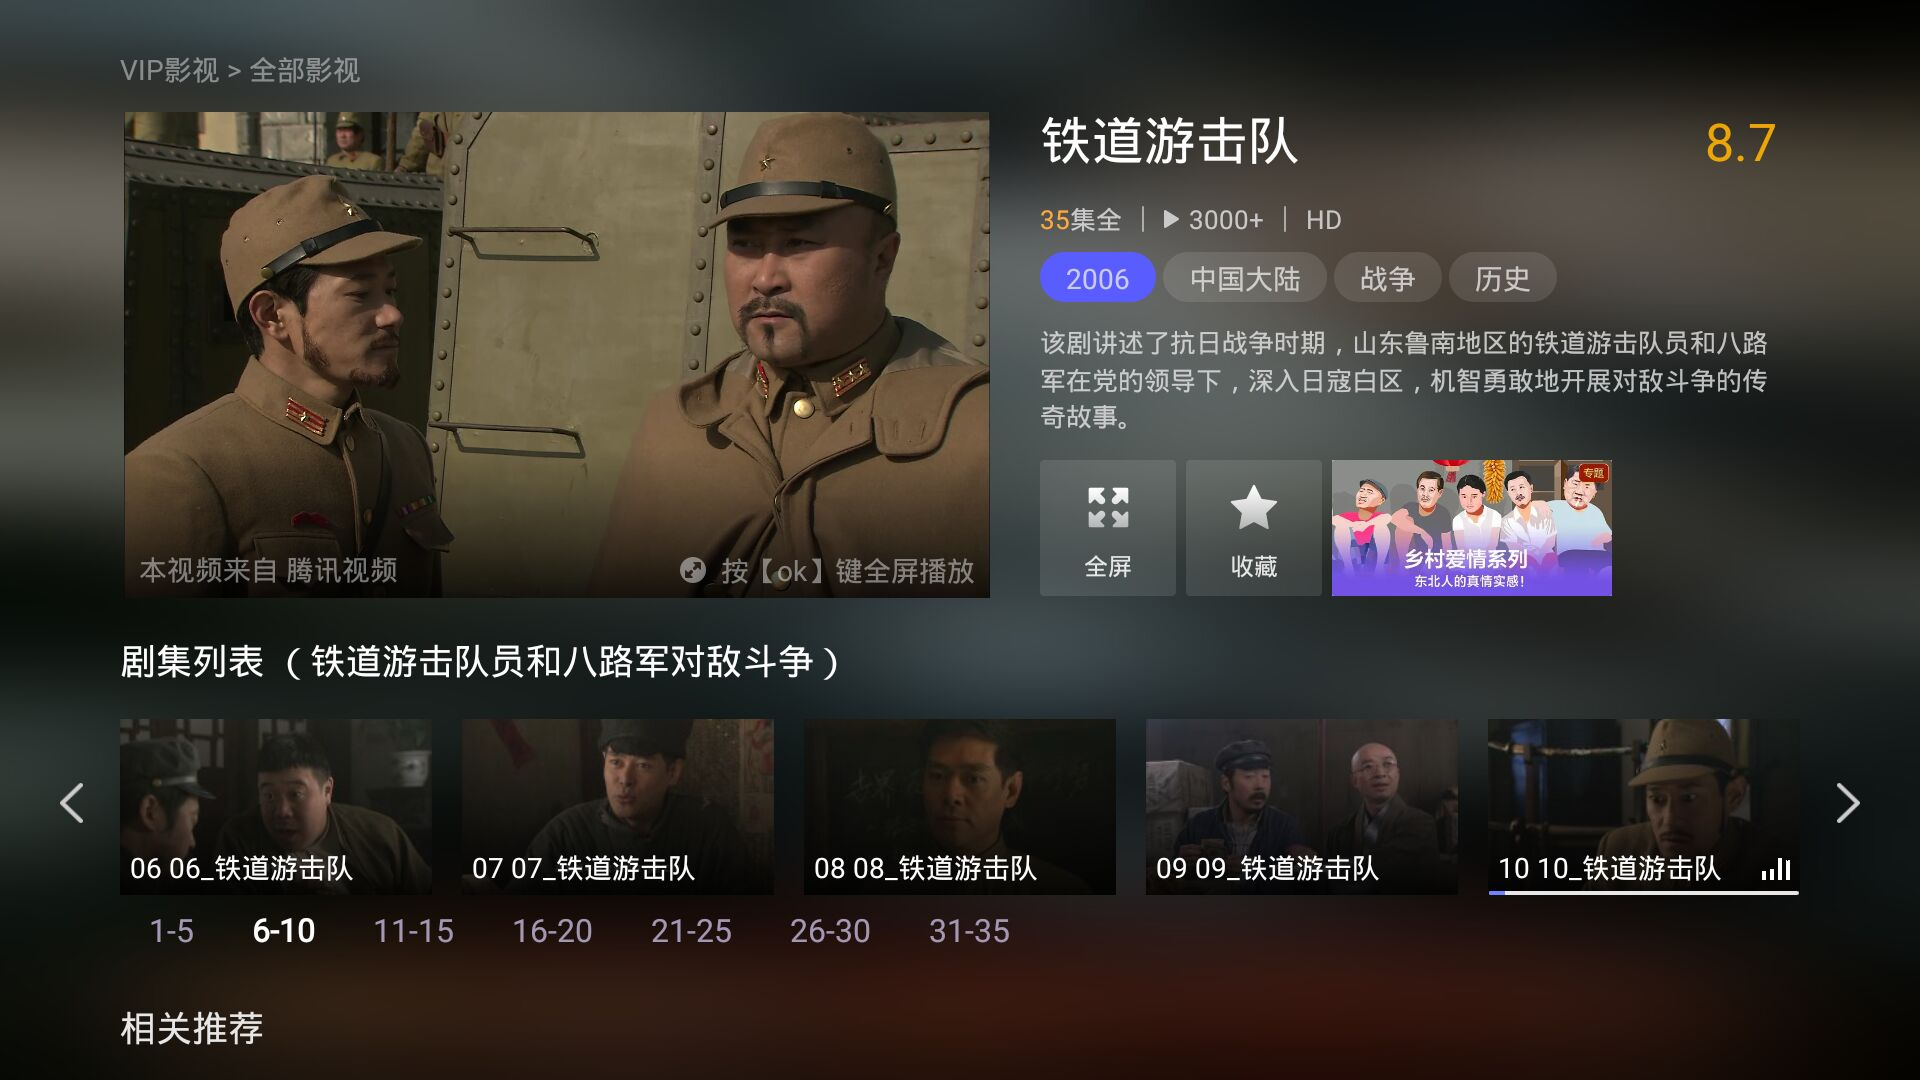 VIP影视 > 全部影视
铁道游击队
8.7
35集全 | 3000+ | HD
2006 中国大陆 战争 历史
该剧讲述了抗日战争时期，山东鲁南地区的铁道游击队员和八路
军在党的领导下，深入日寇白区，机智勇敢地开展对敌斗争的传
奇故事。
本视频来自 腾讯视频
按【ok】键全屏播放
全屏
收藏
专题
乡村爱情系列
东北人的真情实感！
剧集列表（铁道游击队员和八路军对敌斗争）
06 06_铁道游击队
07 07_铁道游击队
08 08_铁道游击队
09 09_铁道游击队
10 10_铁道游击队
1-5 6-10 11-15 16-20 21-25 26-30 31-35
相关推荐